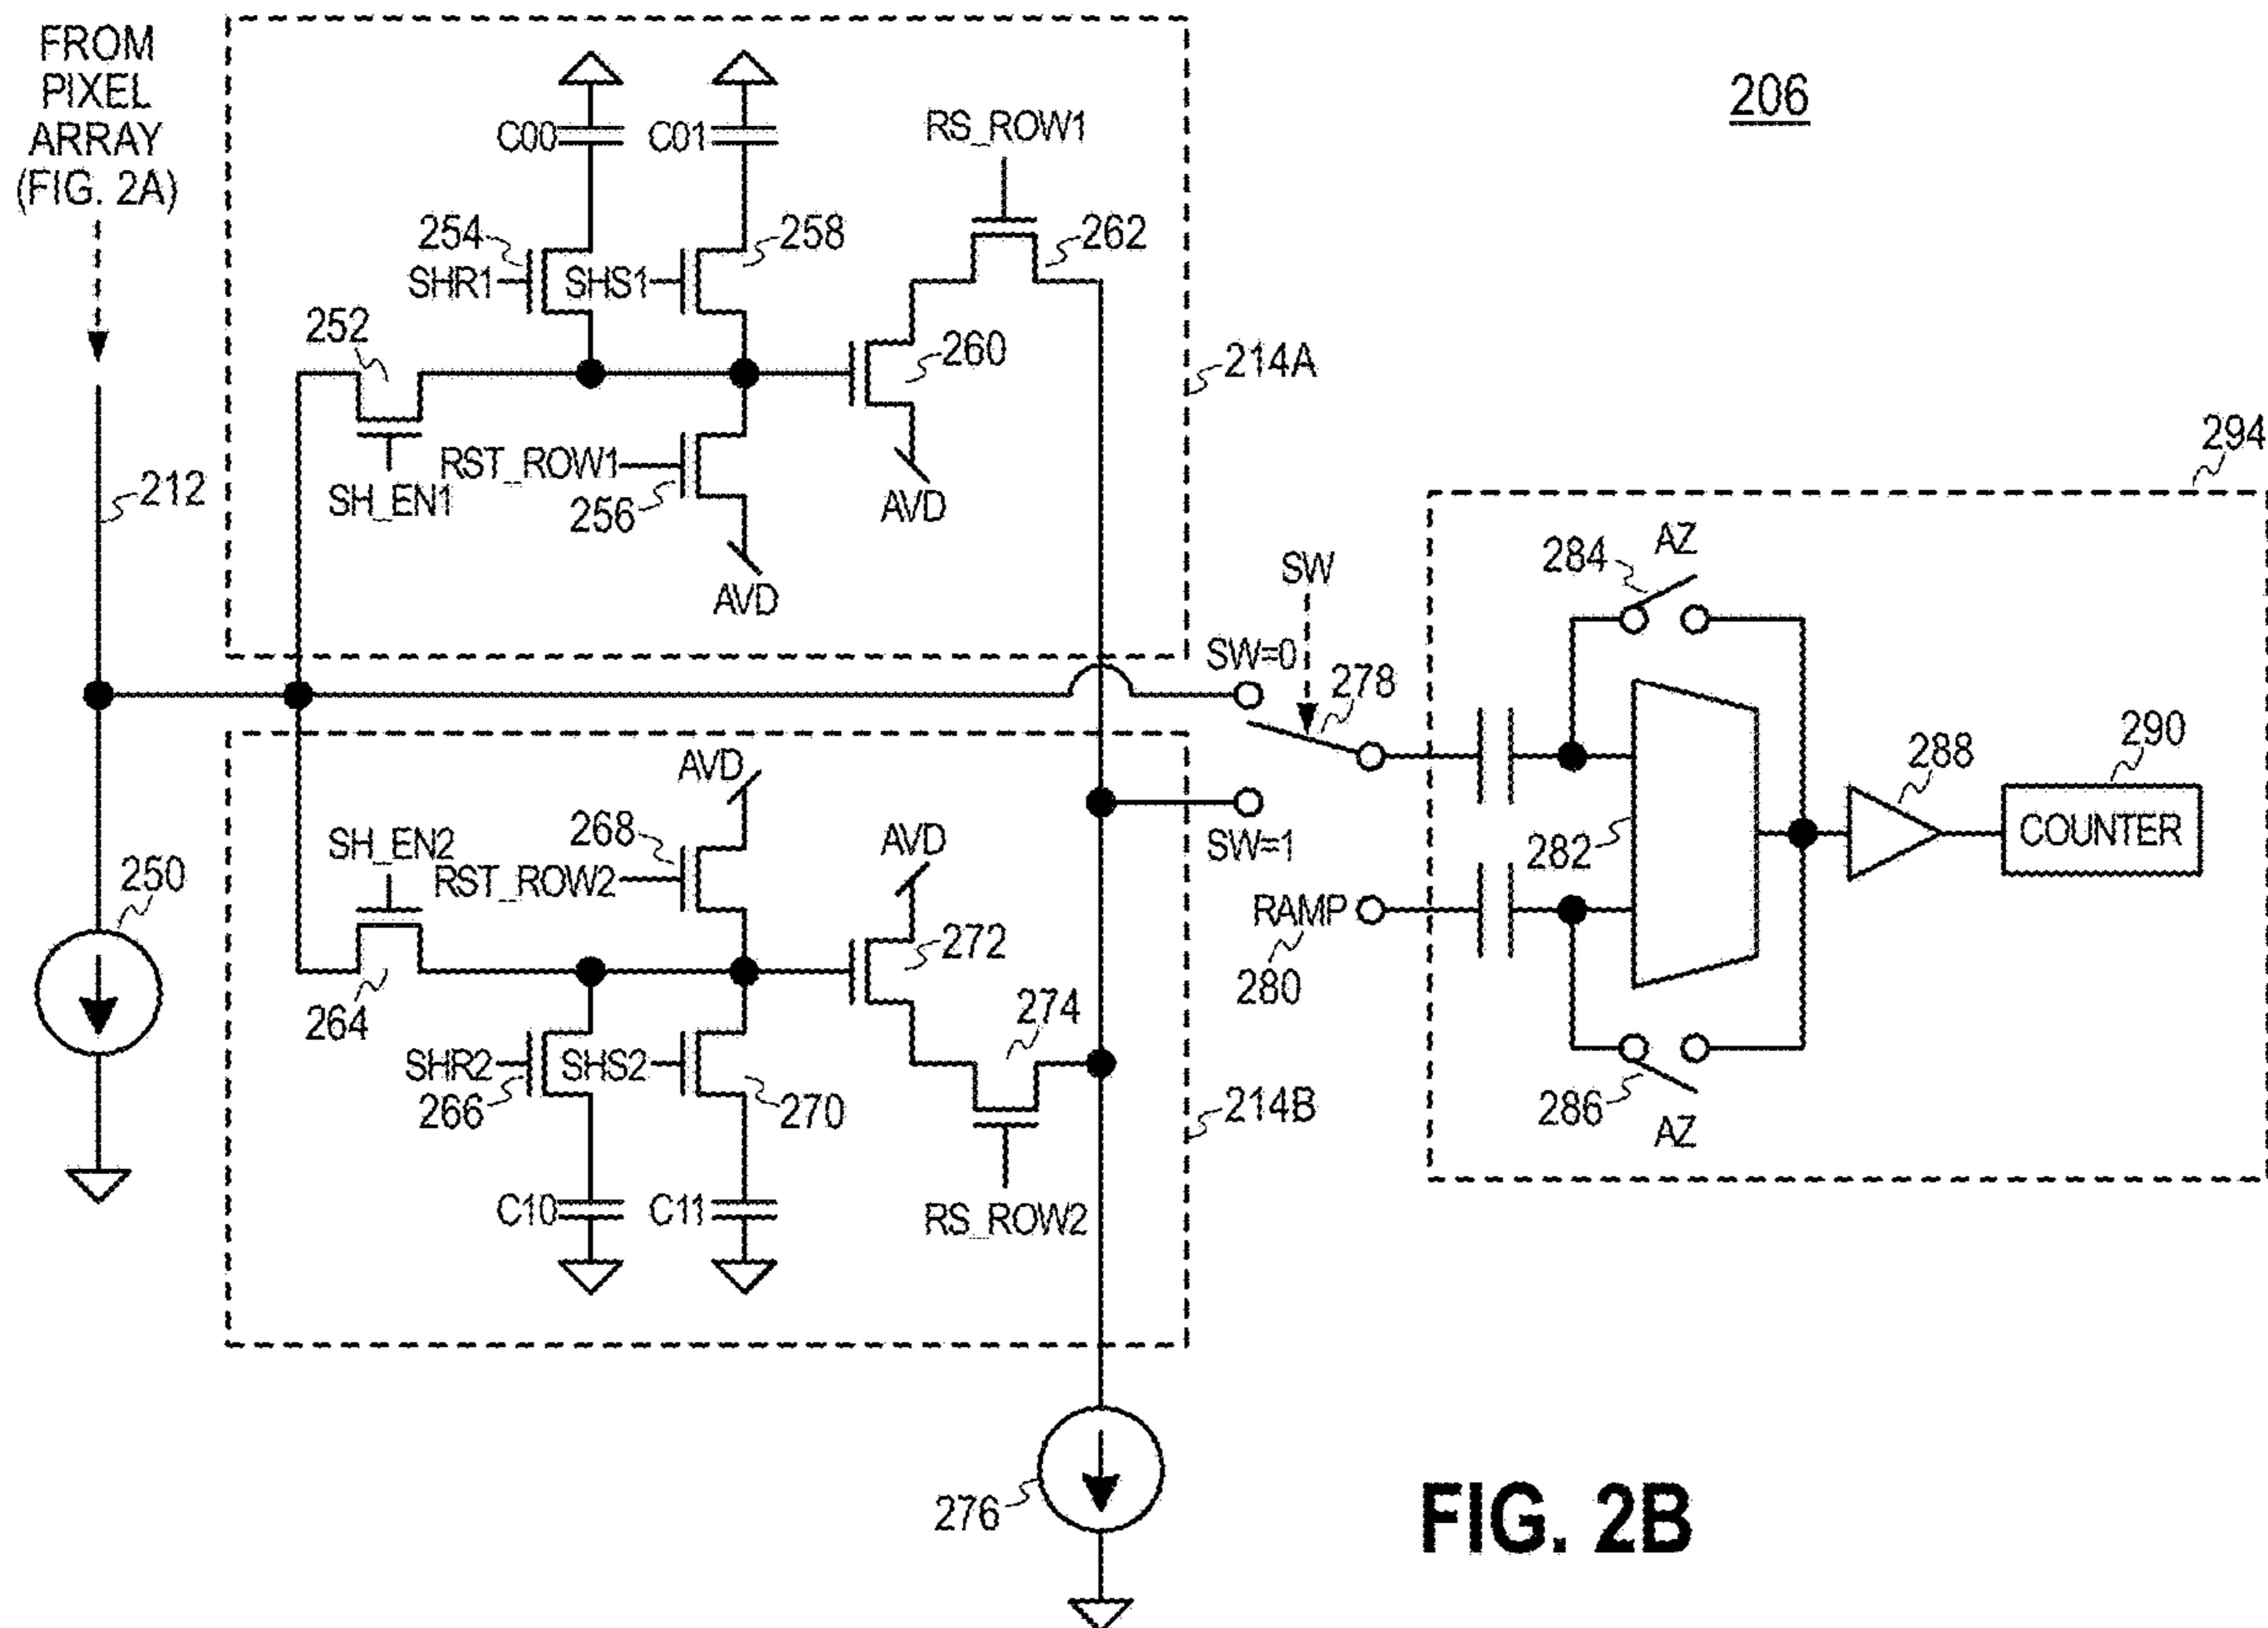 FROM
PIXEL
ARRAY
(FIG. 2A)
206
C00
C01
RS_ROW1
254
258
262
SHR1
SHS1
252
260
214A
RST_ROW1
SH_EN1
256
AVD
AVD
212
294
284
AZ
SW
SW=0
278
AVD
268
SH_EN2
RST_ROW2
AVD
SW=1
282
288
290
COUNTER
250
272
RAMP
280
264
274
SHR2
SHS2
266
270
214B
286
AZ
C10
C11
RS_ROW2
276
FIG. 2B